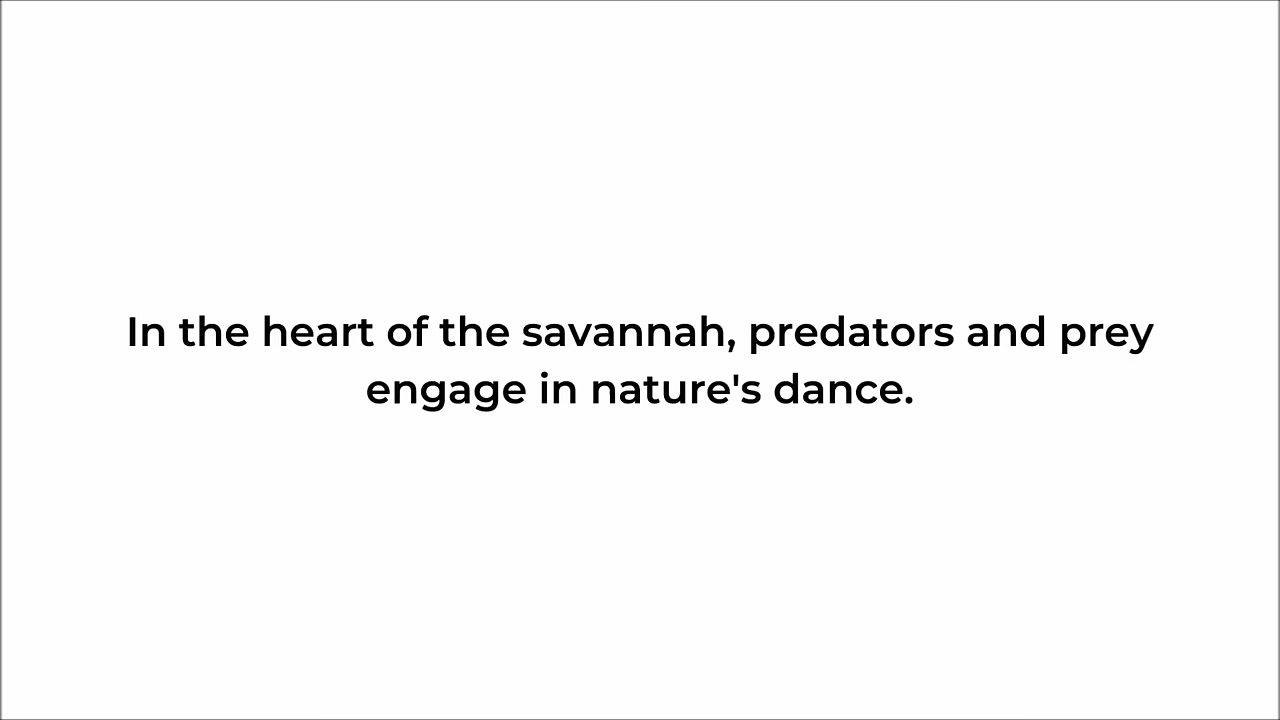 In the heart of the savannah, predators and prey
engage in nature's dance.